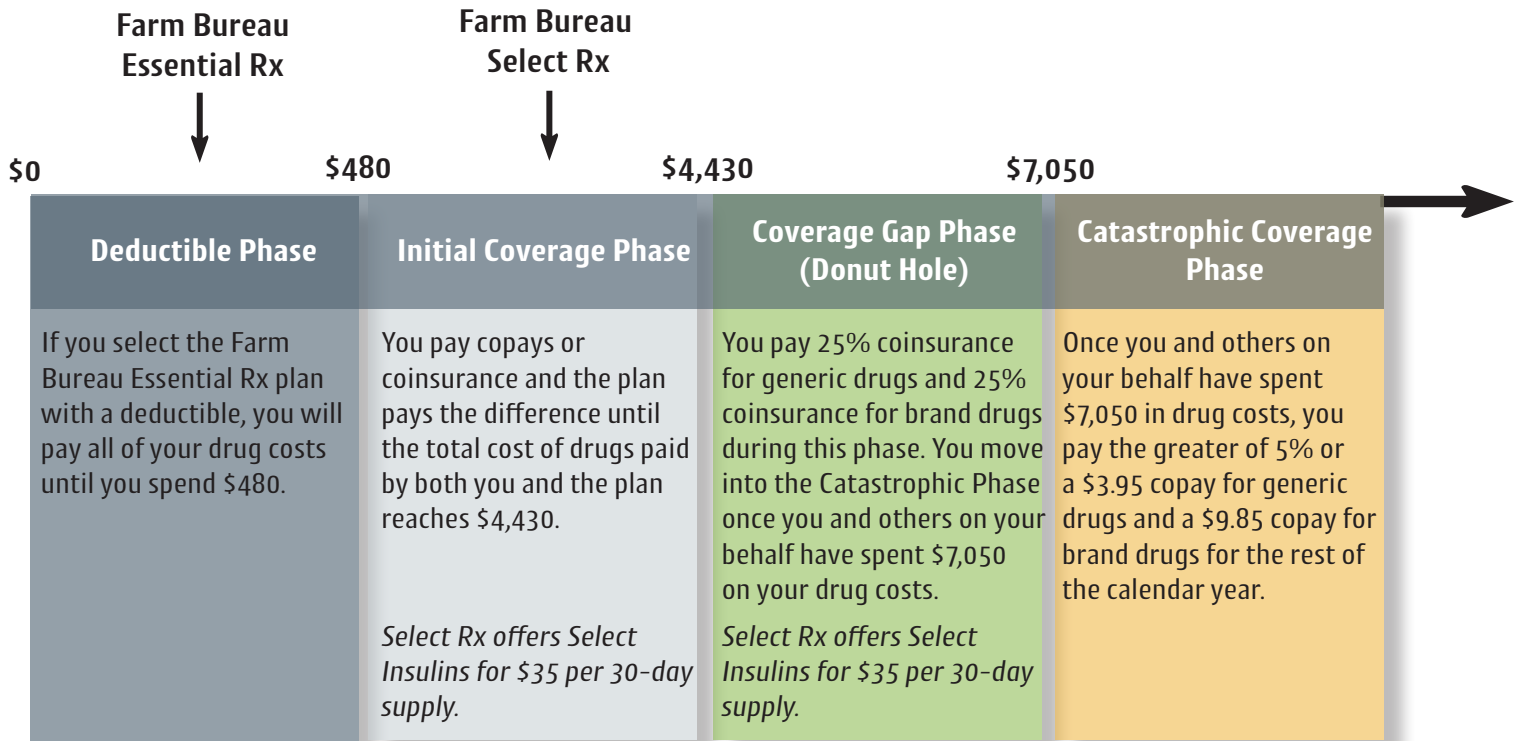 Farm Bureau
Essential Rx
Farm Bureau
Select Rx
$0
$480
$4,430
$7,050
Deductible Phase
If you select the Farm
Bureau Essential Rx plan
with a deductible, you will
pay all of your drug costs
until you spend $480.
Initial Coverage Phase
You pay copays or
coinsurance and the plan
pays the difference until
the total cost of drugs paid
by both you and the plan
reaches $4,430.
Select Rx offers Select
Insulins for $35 per 30-day
supply.
Coverage Gap Phase
(Donut Hole)
You pay 25% coinsurance
for generic drugs and 25%
coinsurance for brand drugs
during this phase. You move
into the Catastrophic Phase
once you and others on your
behalf have spent $7,050
on your drug costs.
Select Rx offers Select
Insulins for $35 per 30-day
supply.
Catastrophic Coverage
Phase
Once you and others on
your behalf have spent
$7,050 in drug costs, you
pay the greater of 5% or
a $3.95 copay for generic
drugs and a $9.85 copay for
brand drugs for the rest of
the calendar year.